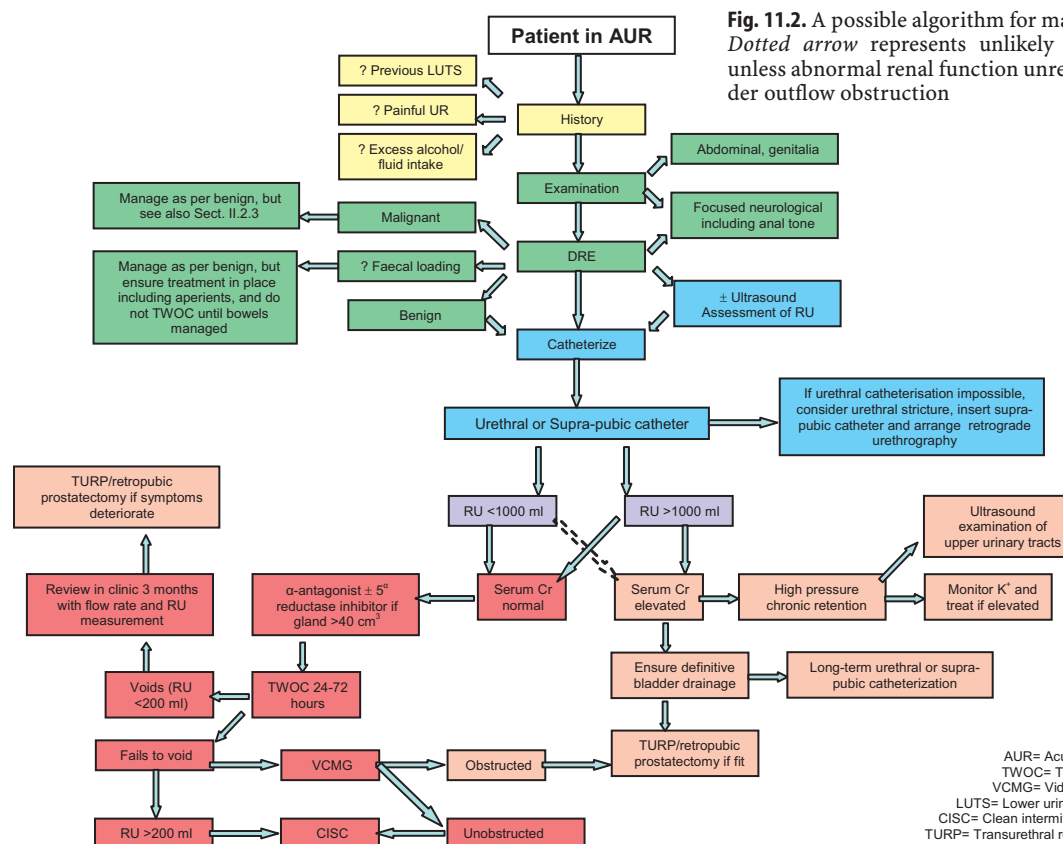 Patient in AUR
Fig. 11.2. A possible algorithm for ma
Dotted arrow represents unlikely
unless abnormal renal function unre
der outflow obstruction
? Previous LUTS
? Painful UR
? Excess alcohol/
fluid intake
History
Abdominal, genitalia
Examination
Focused neurological
including anal tone
Manage as per benign, but
see also Sect. II.2.3
Malignant
DRE
Manage as per benign, but
ensure treatment in place
including aperients, and do
not TWOC until bowels
managed
? Faecal loading
Benign
± Ultrasound
Assessment of RU
Catheterize
Urethral or Supra-pubic catheter
If urethral catheterisation impossible,
consider urethral stricture, insert supra-
pubic catheter and arrange retrograde
urethrography
TURP/retropubic
prostatectomy if symptoms
deteriorate
RU <1000 ml
RU >1000 ml
Ultrasound
examination of
upper urinary tracts
Review in clinic 3 months
with flow rate and RU
measurement
α-antagonist ± 5α
reductase inhibitor if
gland >40 cm3
Serum Cr
normal
Serum Cr
elevated
High pressure
chronic retention
Monitor K+ and
treat if elevated
Voids (RU
<200 ml)
TWOC 24-72
hours
Ensure definitive
bladder drainage
Long-term urethral or supra-
pubic catheterization
Fails to void
VCMG
Obstructed
TURP/retropubic
prostatectomy if fit
RU >200 ml
CISC
Unobstructed
AUR= Acu
TWOC= T
VCMG= Vid
LUTS= Lower urin
CISC= Clean intermi
TURP= Transurethral re